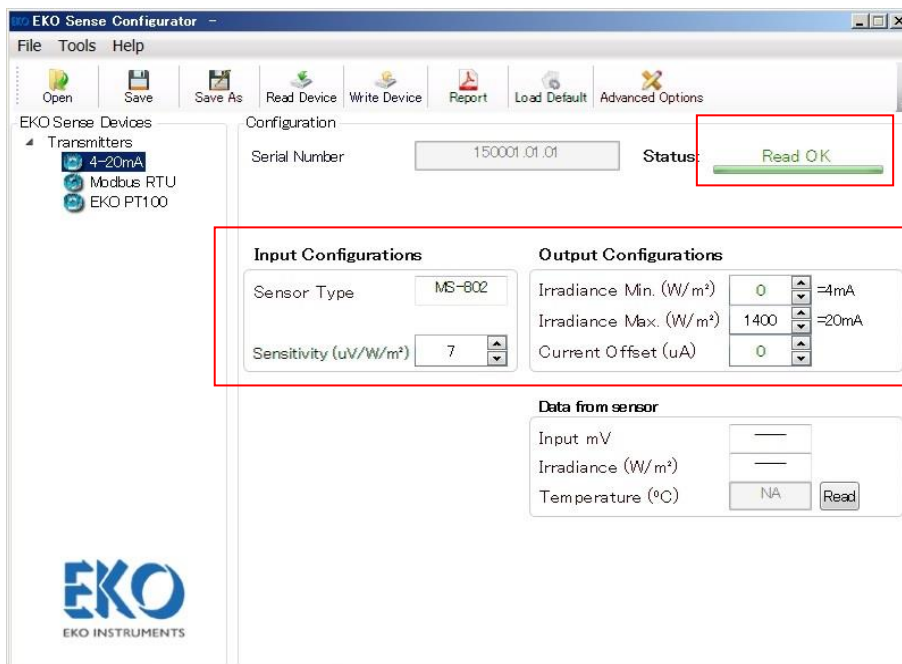 EKO EKO Sense Configurator -
File Tools Help
Open Save Save As Read Device Write Device Report Load Default Advanced Options
EKO Sense Devices
Transmitters
4-20mA
Modbus RTU
EKO PT100
Configuration
Serial Number 150001.01.01 Status: Read OK
Input Configurations
Sensor Type MS-802
Sensitivity (uV/W/m²) 7
Output Configurations
Irradiance Min. (W/m²) 0 =4mA
Irradiance Max. (W/m²) 1400 =20mA
Current Offset (uA) 0
Data from sensor
Input mV ――
Irradiance (W/m²) ――
Temperature (ºC) NA Read
EKO
EKO INSTRUMENTS